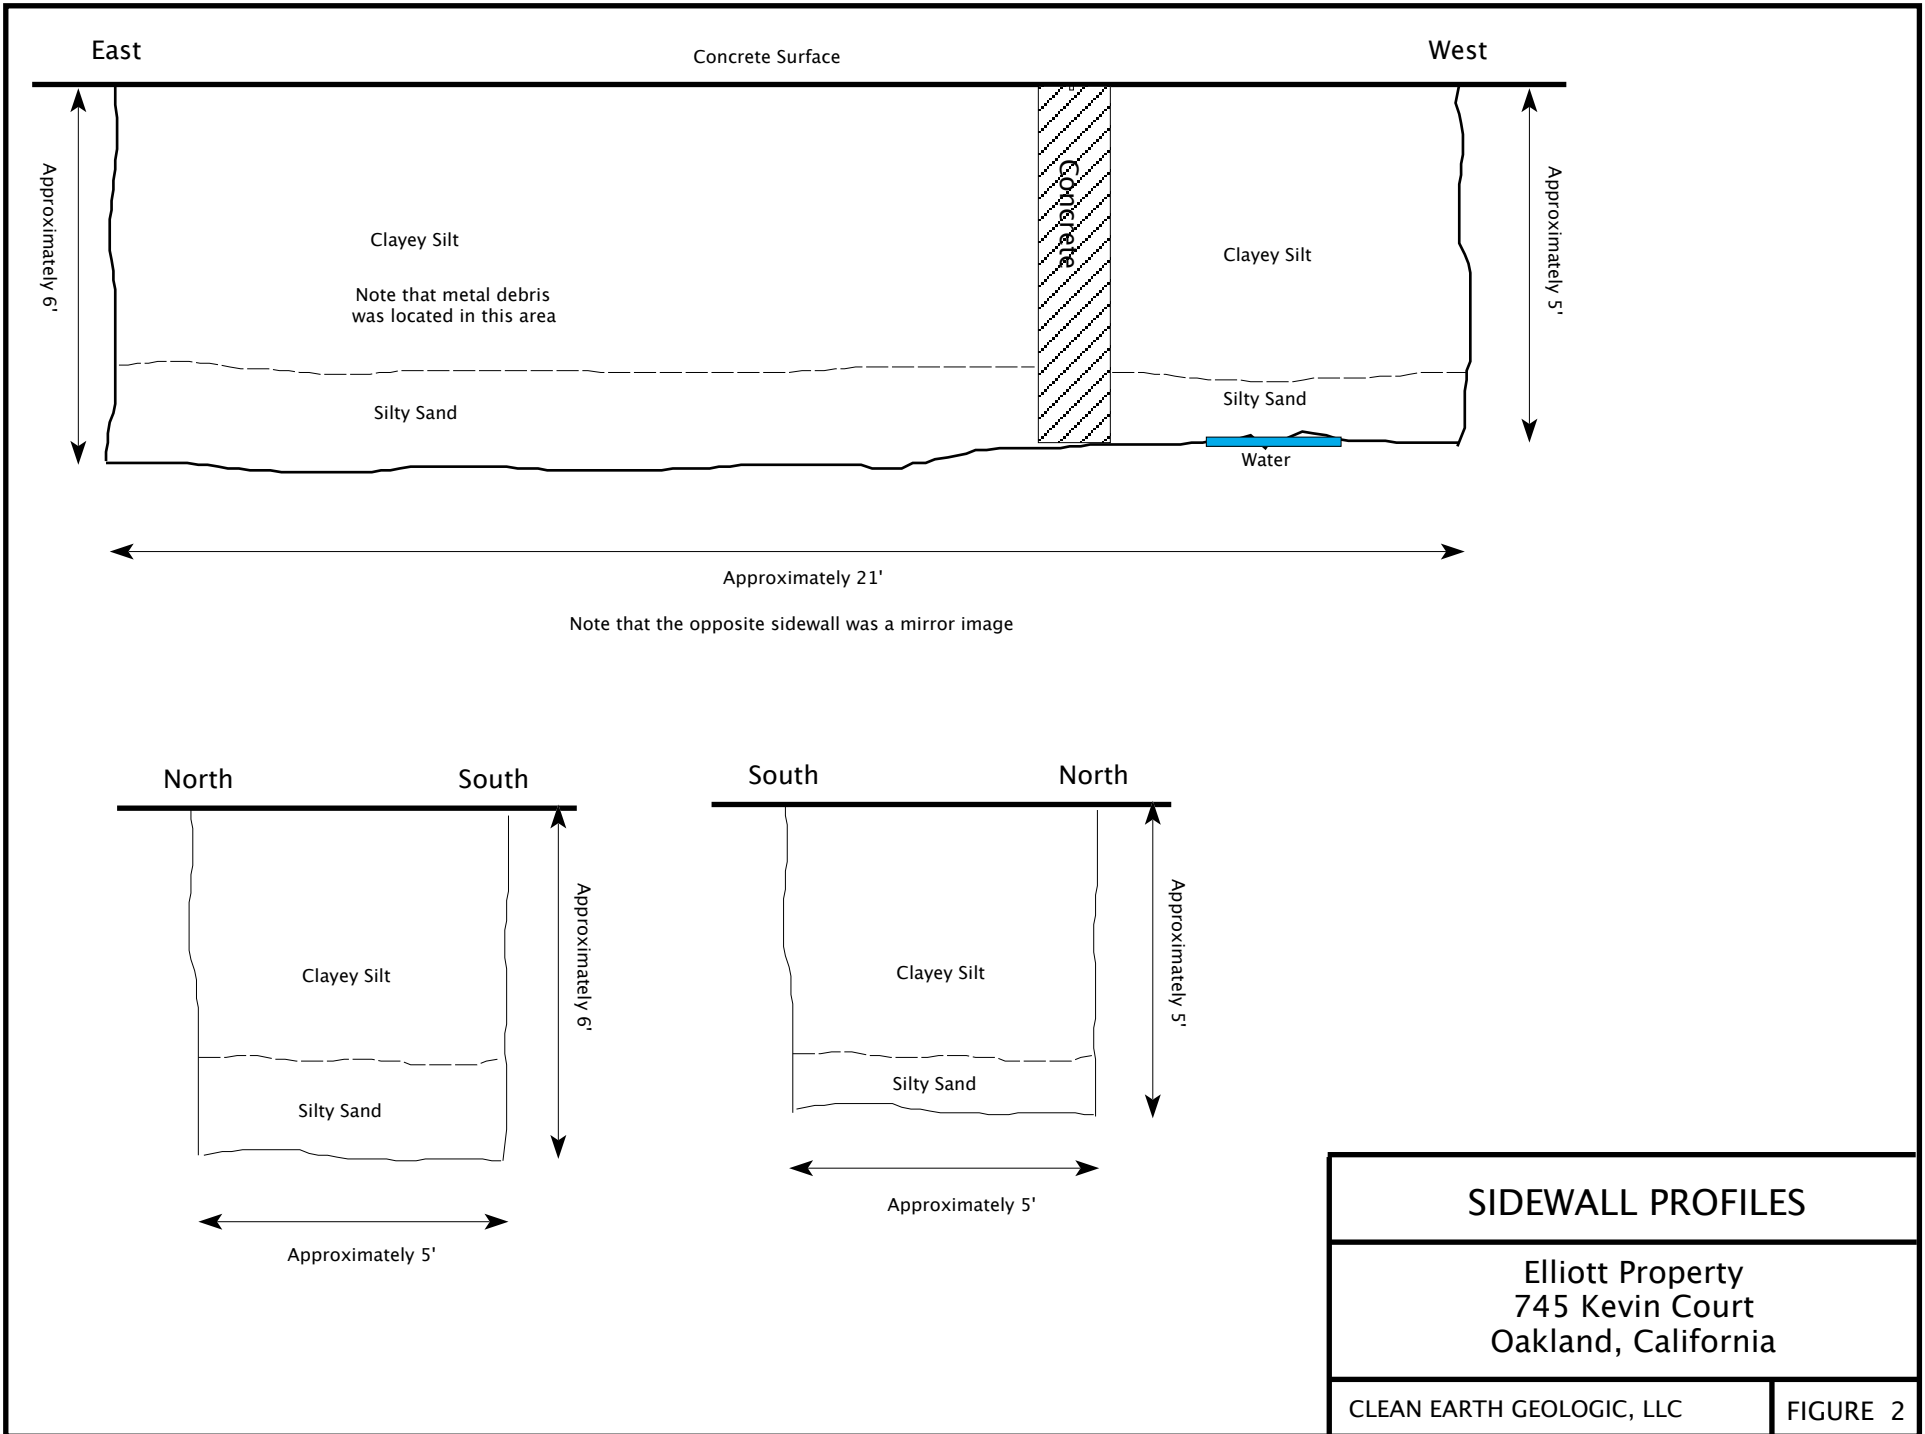 East
Concrete Surface
West
Approximately 6'
Concrete
Approximately 5'
Clayey Silt
Clayey Silt
Note that metal debris
was located in this area
Silty Sand
Silty Sand
Water
Approximately 21'
Note that the opposite sidewall was a mirror image
North
South
Approximately 6'
Clayey Silt
Silty Sand
Approximately 5'
South
North
Approximately 5'
Clayey Silt
Silty Sand
Approximately 5'
SIDEWALL PROFILES
Elliott Property
745 Kevin Court
Oakland, California
CLEAN EARTH GEOLOGIC, LLC
FIGURE 2